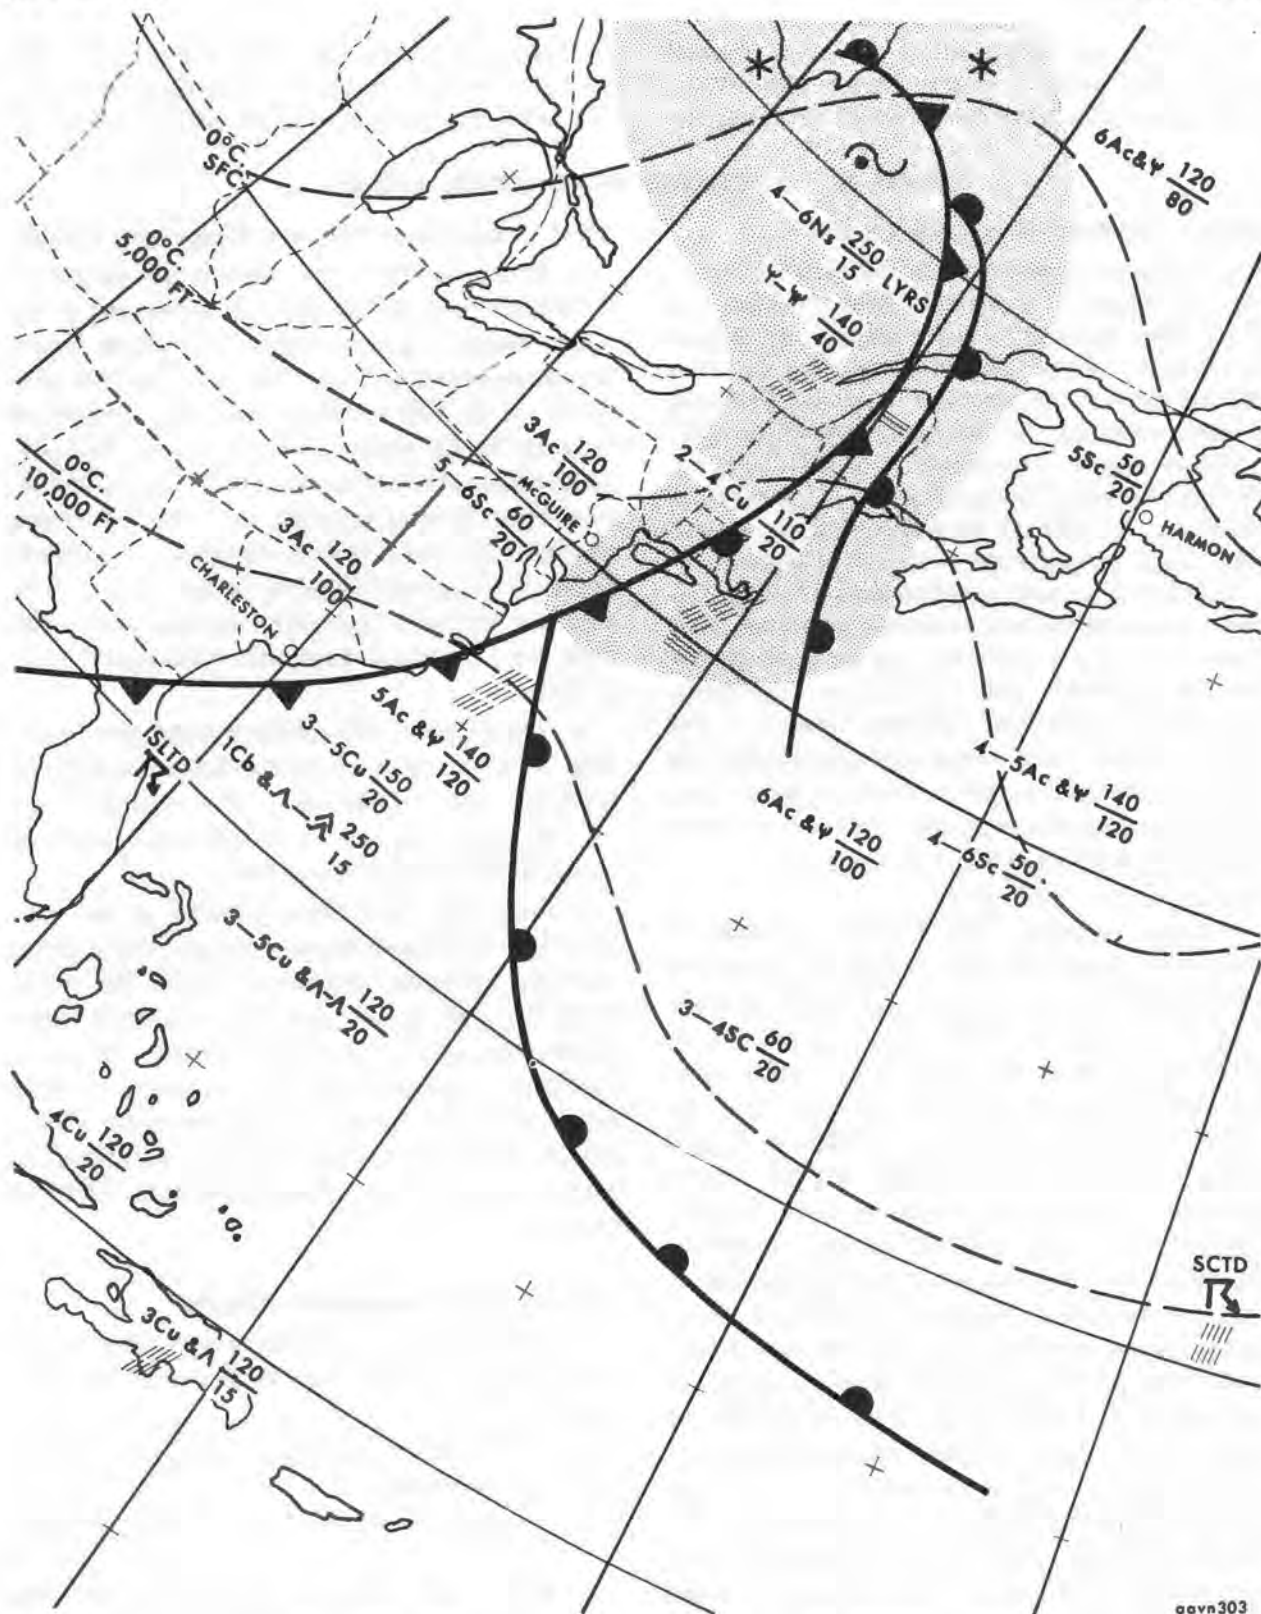 0°C.
SFC.
0°C.
5,000 FT
0°C.
10,000 FT
6Ac&Ψ 120
80
4—6Ns 250 LYRS
15
140
40
3Ac 120
100
5—6Sc 60
20
McGUIRE
2—4 Cu 110
20
5Sc 50
20
HARMON
3Ac 120
100
CHARLESTON
ISLTD
5Ac &Ψ 140
120
3—5Cu 150
20
1Cb & Λ— 250
15
4—5Ac &Ψ 140
120
6Ac &Ψ 120
100
4—6Sc 50
20
3—5Cu &Λ-Λ 120
20
3—4SC 60
20
4Cu 120
20
SCTD
3Cu &Λ 120
15
aavn303